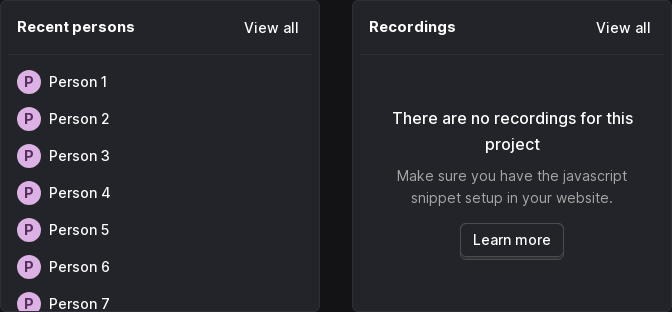 Recent persons
View all
P Person 1
P Person 2
P Person 3
P Person 4
P Person 5
P Person 6
P Person 7
Recordings
View all
There are no recordings for this
project
Make sure you have the javascript
snippet setup in your website.
Learn more